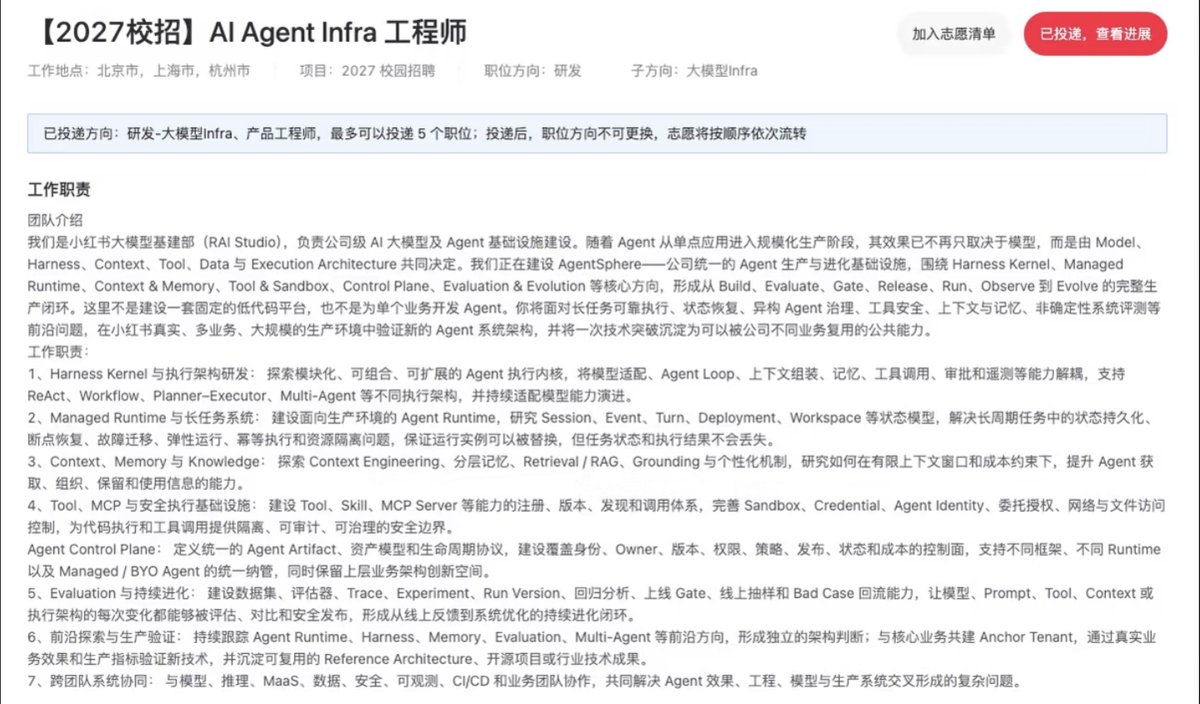 【2027校招】AI Agent Infra 工程师
加入志愿清单
已投递，查看进展
工作地点：北京市，上海市，杭州市 项目：2027 校园招聘 职位方向：研发 子方向：大模型Infra
已投递方向：研发-大模型Infra、产品工程师，最多可以投递 5 个职位；投递后，职位方向不可更换，志愿将按顺序依次流转
工作职责
团队介绍
我们是小红书大模型基建部（RAI Studio），负责公司级 AI 大模型及 Agent 基础设施建设。随着 Agent 从单点应用进入规模化生产阶段，其效果已不再只取决于模型，而是由 Model、
Harness、Context、Tool、Data 与 Execution Architecture 共同决定。我们正在建设 AgentSphere——公司统一的 Agent 生产与进化基础设施，围绕 Harness Kernel、Managed
Runtime、Context & Memory、Tool & Sandbox、Control Plane、Evaluation & Evolution 等核心方向，形成从 Build、Evaluate、Gate、Release、Run、Observe 到 Evolve 的完整生
产闭环。这里不是建设一套固定的低代码平台，也不是为单个业务开发 Agent。你将面对长任务可靠执行、状态恢复、异构 Agent 治理、工具安全、上下文与记忆、非确定性系统评测等
前沿问题，在小红书真实、多业务、大规模的生产环境中验证新的 Agent 系统架构，并将一次技术突破沉淀为可以被公司不同业务复用的公共能力。
工作职责：
1、Harness Kernel 与执行架构研发： 探索模块化、可组合、可扩展的 Agent 执行内核，将模型适配、Agent Loop、上下文组装、记忆、工具调用、审批和遥测等能力解耦，支持
ReAct、Workflow、Planner–Executor、Multi-Agent 等不同执行架构，并持续适配模型能力演进。
2、Managed Runtime 与长任务系统： 建设面向生产环境的 Agent Runtime，研究 Session、Event、Turn、Deployment、Workspace 等状态模型，解决长周期任务中的状态持久化、
断点恢复、故障迁移、弹性运行、幂等执行和资源隔离问题，保证运行实例可以被替换，但任务状态和执行结果不会丢失。
3、Context、Memory 与 Knowledge： 探索 Context Engineering、分层记忆、Retrieval / RAG、Grounding 与个性化机制，研究如何在有限上下文窗口和成本约束下，提升 Agent 获
取、组织、保留和使用信息的能力。
4、Tool、MCP 与安全执行基础设施： 建设 Tool、Skill、MCP Server 等能力的注册、版本、发现和调用体系，完善 Sandbox、Credential、Agent Identity、委托授权、网络与文件访问
控制，为代码执行和工具调用提供隔离、可审计、可治理的安全边界。
Agent Control Plane： 定义统一的 Agent Artifact、资产模型和生命周期协议，建设覆盖身份、Owner、版本、权限、策略、发布、状态和成本的控制面，支持不同框架、不同 Runtime
以及 Managed / BYO Agent 的统一纳管，同时保留上层业务架构创新空间。
5、Evaluation 与持续进化： 建设数据集、评估器、Trace、Experiment、Run Version、回归分析、上线 Gate、线上抽样和 Bad Case 回流能力，让模型、Prompt、Tool、Context 或
执行架构的每次变化都能够被评估、对比和安全发布，形成从线上反馈到系统优化的持续进化闭环。
6、前沿探索与生产验证： 持续跟踪 Agent Runtime、Harness、Memory、Evaluation、Multi-Agent 等前沿方向，形成独立的架构判断；与核心业务共建 Anchor Tenant，通过真实业
务效果和生产指标验证新技术，并沉淀可复用的 Reference Architecture、开源项目或行业技术成果。
7、跨团队系统协同： 与模型、推理、MaaS、数据、安全、可观测、CI/CD 和业务团队协作，共同解决 Agent 效果、工程、模型与生产系统交叉形成的复杂问题。